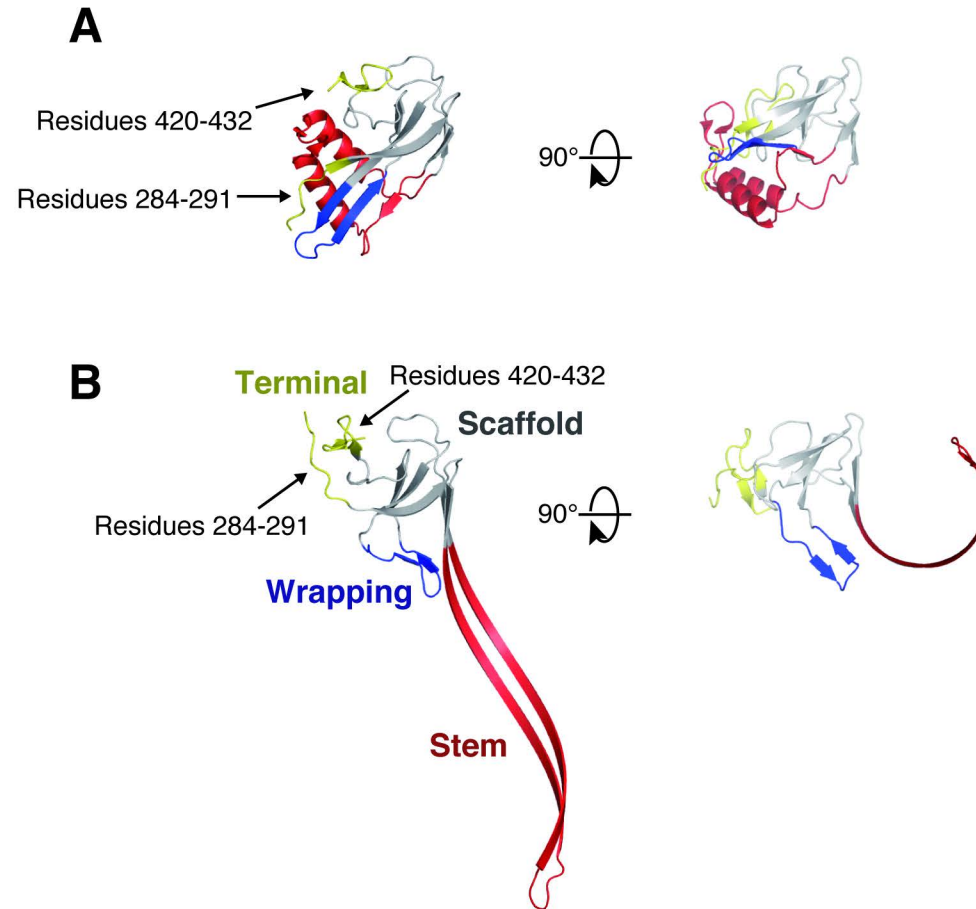 A
Residues 420-432
90°
Residues 284-291
B
Terminal
Residues 420-432
Scaffold
90°
Residues 284-291
Wrapping
Stem